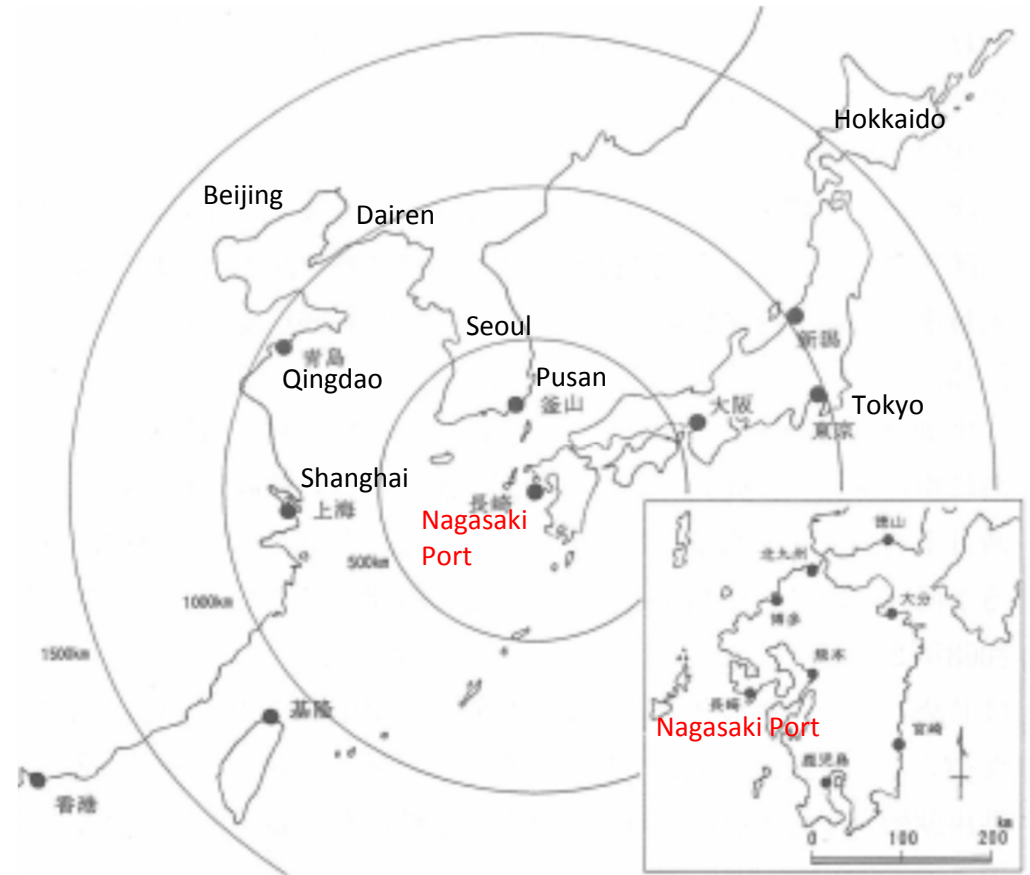 Hokkaido
Beijing
Dairen
Seoul
新潟
青島
Qingdao
Pusan
釜山
大阪
Tokyo
東京
Shanghai
上海
長崎
Nagasaki
Port
500km
1000km
1500km
基隆
香港
徳山
北九州
大分
博多
熊本
長崎
Nagasaki Port
宮崎
鹿児島
km
0 100 200